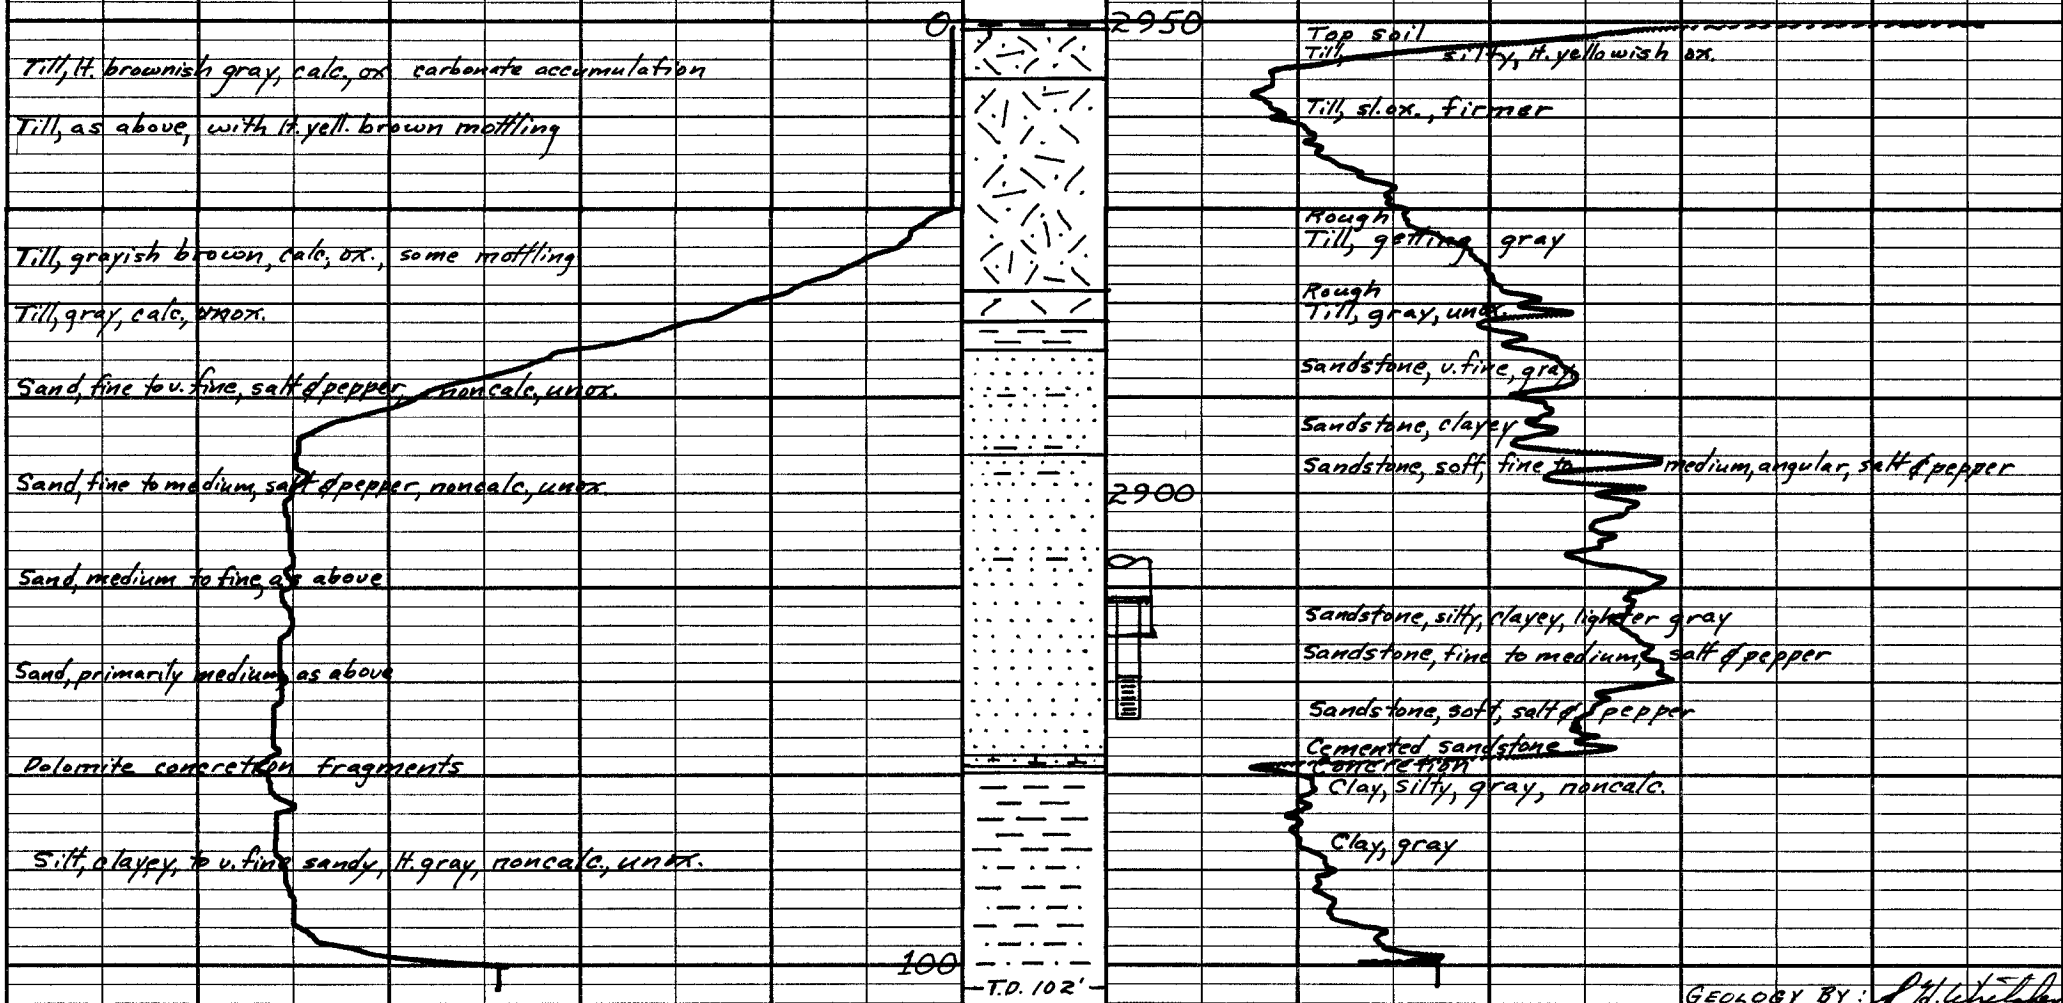 0
2950
Top soil
Till, silty, lt. yellowish ox.
Till, lt. brownish gray, calc., ox carbonate accumulation
Till, sl. ox., firmer
Till, as above, with lt. yell. brown mottling
Rough
Till, getting gray
Till, grayish brown, calc, ox., some mottling
Rough
Till, gray, unox.
Till, gray, calc, unox.
Sandstone, v. fine, gray
Sand, fine to v. fine, salt & pepper, noncalc, unox.
Sandstone, clayey
Sandstone, soft, fine to medium, angular, salt & pepper
Sand, fine to medium, salt & pepper, noncalc, unox.
2900
Sand, medium to fine, as above
Sandstone, silty, clayey, lighter gray
Sandstone, fine to medium, salt & pepper
Sand, primarily medium, as above
Sandstone, soft, salt & pepper
Cemented sandstone
Concretion
Dolomite concretion fragments
Clay, silty, gray, noncalc.
Clay, gray
Silt, clayey, to v. fine sandy, lt. gray, noncalc., unox.
100
T.D. 102'
GEOLOGY BY: